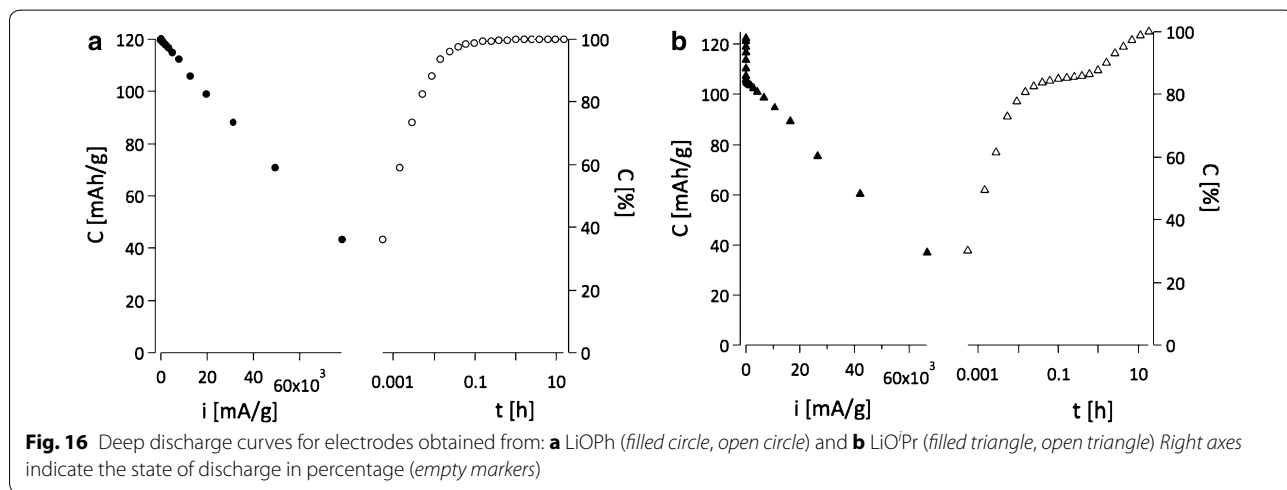 a
120
100
80
60
40
20
0
C [mAh/g]
0
20
40
60x10³
i [mA/g]
100
80
60
40
20
0
C [%]
0.001
0.1
10
t [h]
b
120
100
80
60
40
20
0
C [mAh/g]
0
20
40
60x10³
i [mA/g]
100
80
60
40
20
0
C [%]
0.001
0.1
10
t [h]
Fig. 16 Deep discharge curves for electrodes obtained from: a LiOPh (filled circle, open circle) and b LiOⁱPr (filled triangle, open triangle) Right axes
indicate the state of discharge in percentage (empty markers)